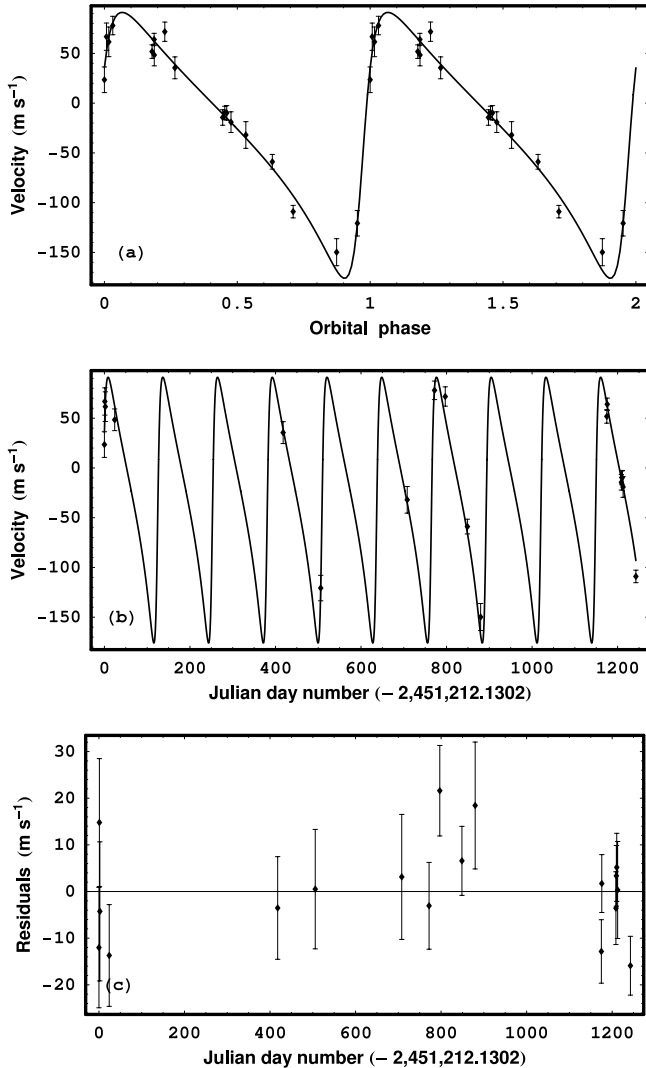 50
0
-50
-100
-150
Velocity (m s⁻¹)
(a)
0 0.5 1 1.5 2
Orbital phase
50
0
-50
-100
-150
Velocity (m s⁻¹)
(b)
0 200 400 600 800 1000 1200
Julian day number (- 2,451,212.1302)
30
20
10
0
-10
-20
Residuals (m s⁻¹)
(c)
0 200 400 600 800 1000 1200
Julian day number (- 2,451,212.1302)